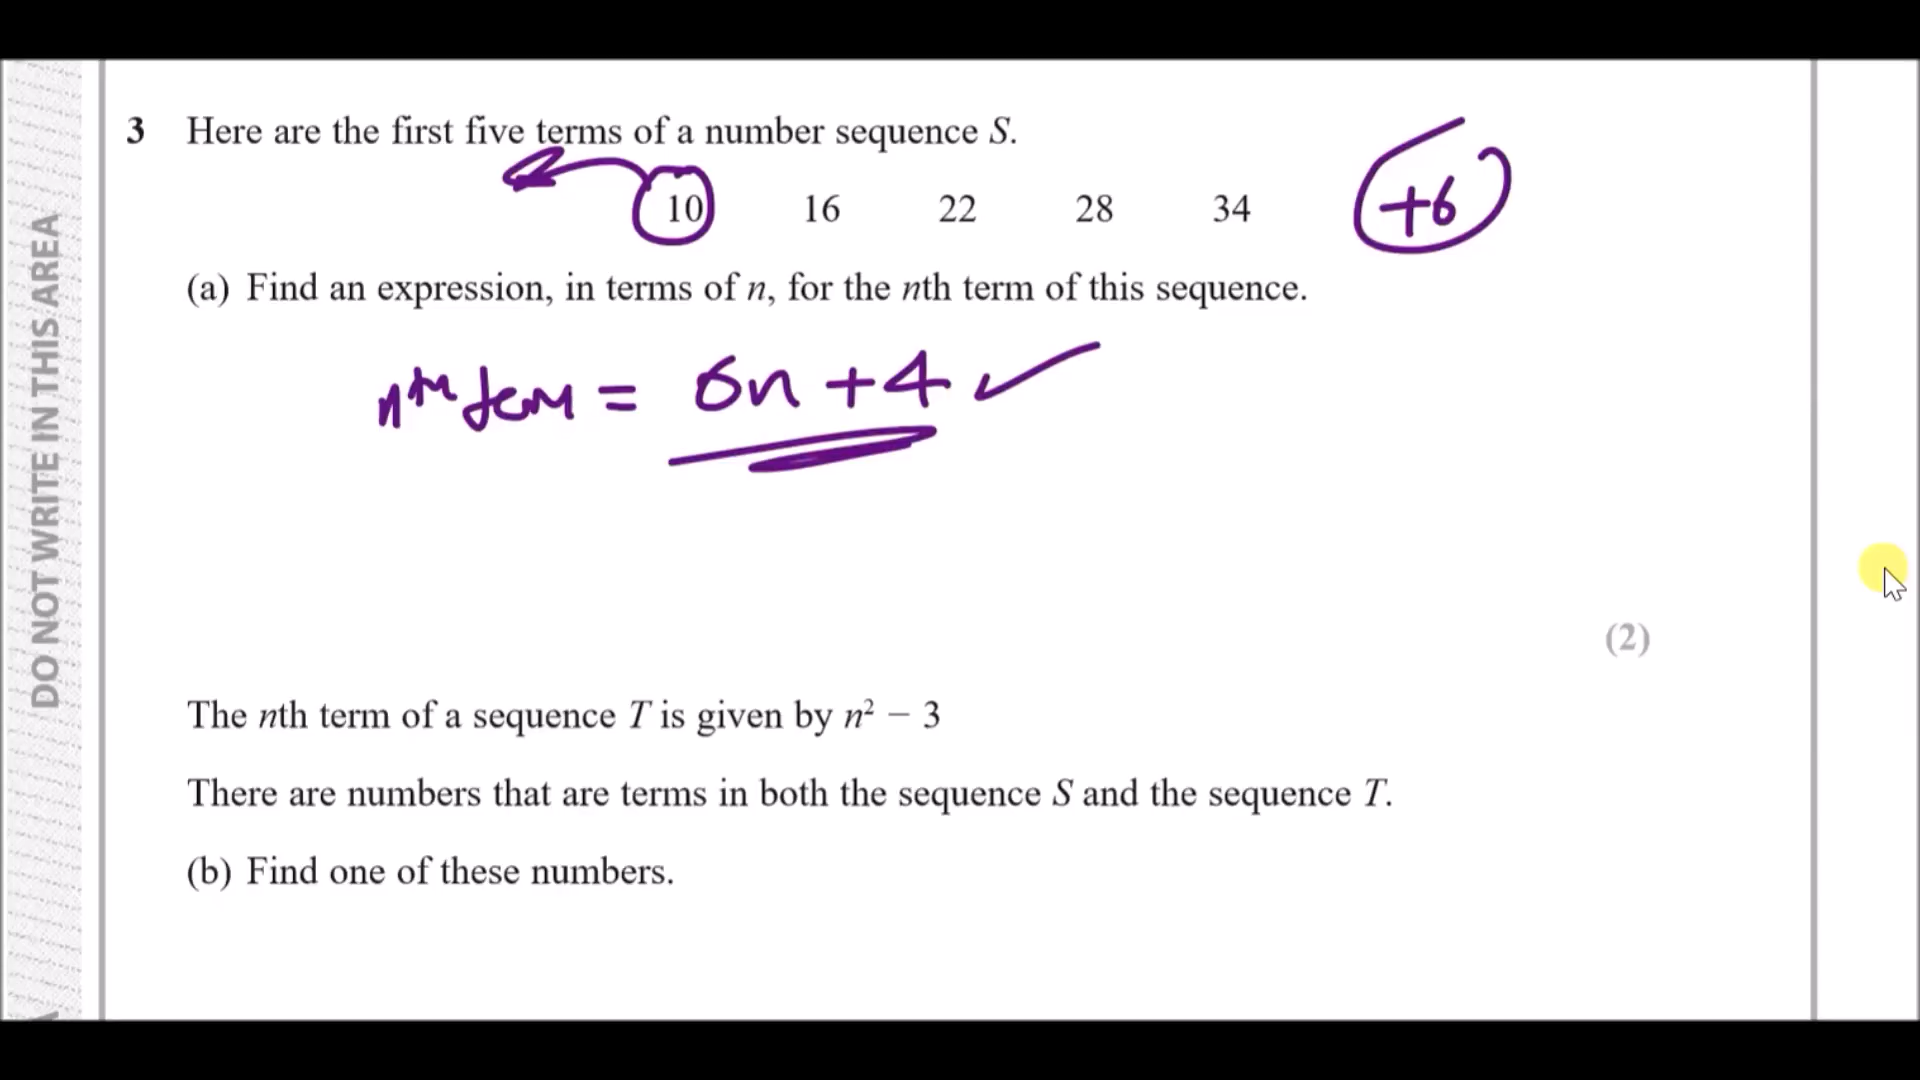 3 Here are the first five terms of a number sequence S.
10 16 22 28 34 +6
(a) Find an expression, in terms of n, for the nth term of this sequence.
nth term = 6n + 4 ✓
(2)
The nth term of a sequence T is given by n² − 3
There are numbers that are terms in both the sequence S and the sequence T.
(b) Find one of these numbers.
DO NOT WRITE IN THIS AREA